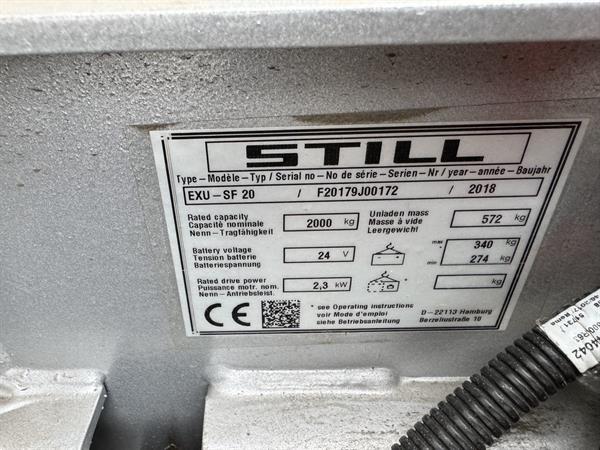 STILL
Type – Modèle – Typ / Serial no – No de série – Serien – Nr / year – année – Baujahr
EXU – SF 20 / F20179J00172 / 2018
Rated capacity
Capacité nominale
Nenn – Tragfähigkeit
2000 kg
Unladen mass
Masse à vide
Leergewicht
572 kg
Battery voltage
Tension batterie
Batteriespannung
24 V
max 340 kg
min 274 kg
Rated drive power
Puissance motr. nom.
Nenn – Antriebsleist.
2,3 kW
* kg
CE
* see Operating instructions
voir Mode d'emploi
siehe Betriebsanleitung
D – 22113 Hamburg
Berzeliusstraße 10